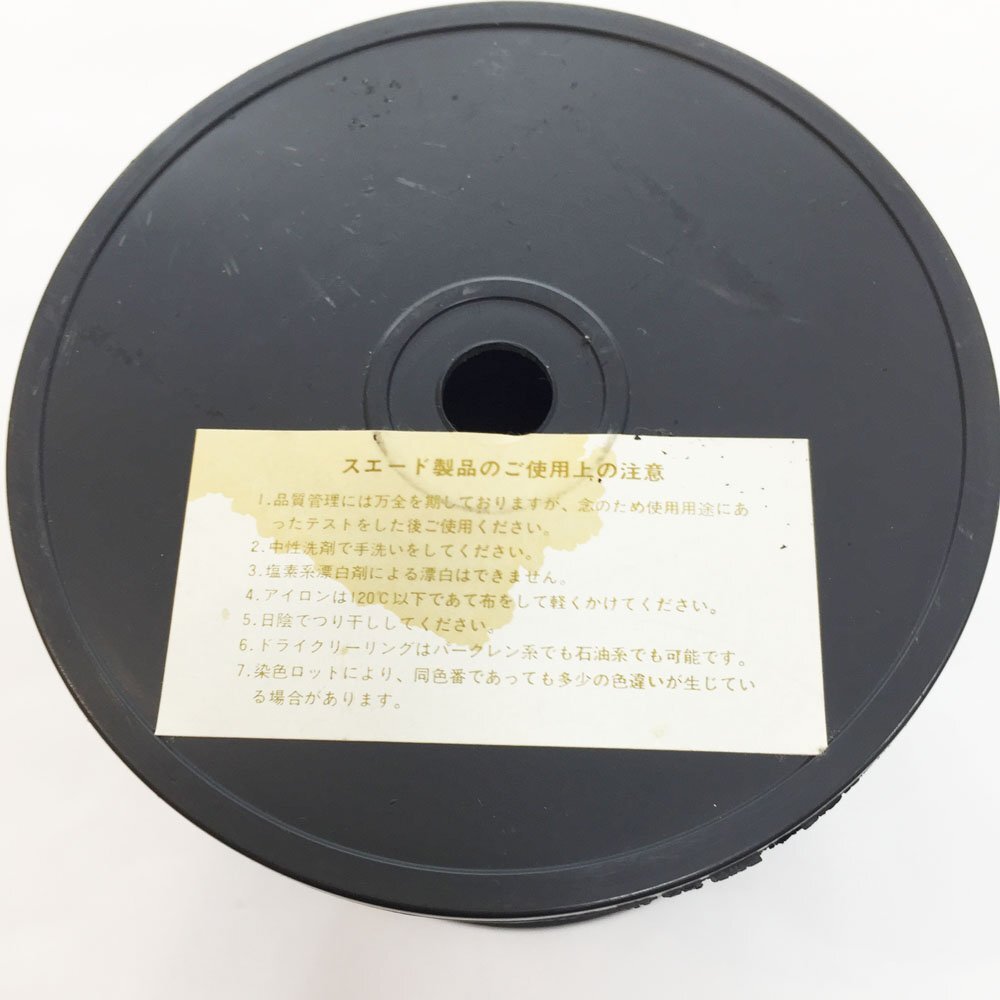 スエード製品のご使用上の注意
1.品質管理には万全を期しておりますが、念のため使用用途にあ
ったテストをした後ご使用ください。
2.中性洗剤で手洗いをしてください。
3.塩素系漂白剤による漂白はできません。
4.アイロンは120℃以下であて布をして軽くかけてください。
5.日陰でつり干ししてください。
6.ドライクリーリングはパークレン系でも石油系でも可能です。
7.染色ロットにより、同色番であっても多少の色違いが生じてい
る場合があります。